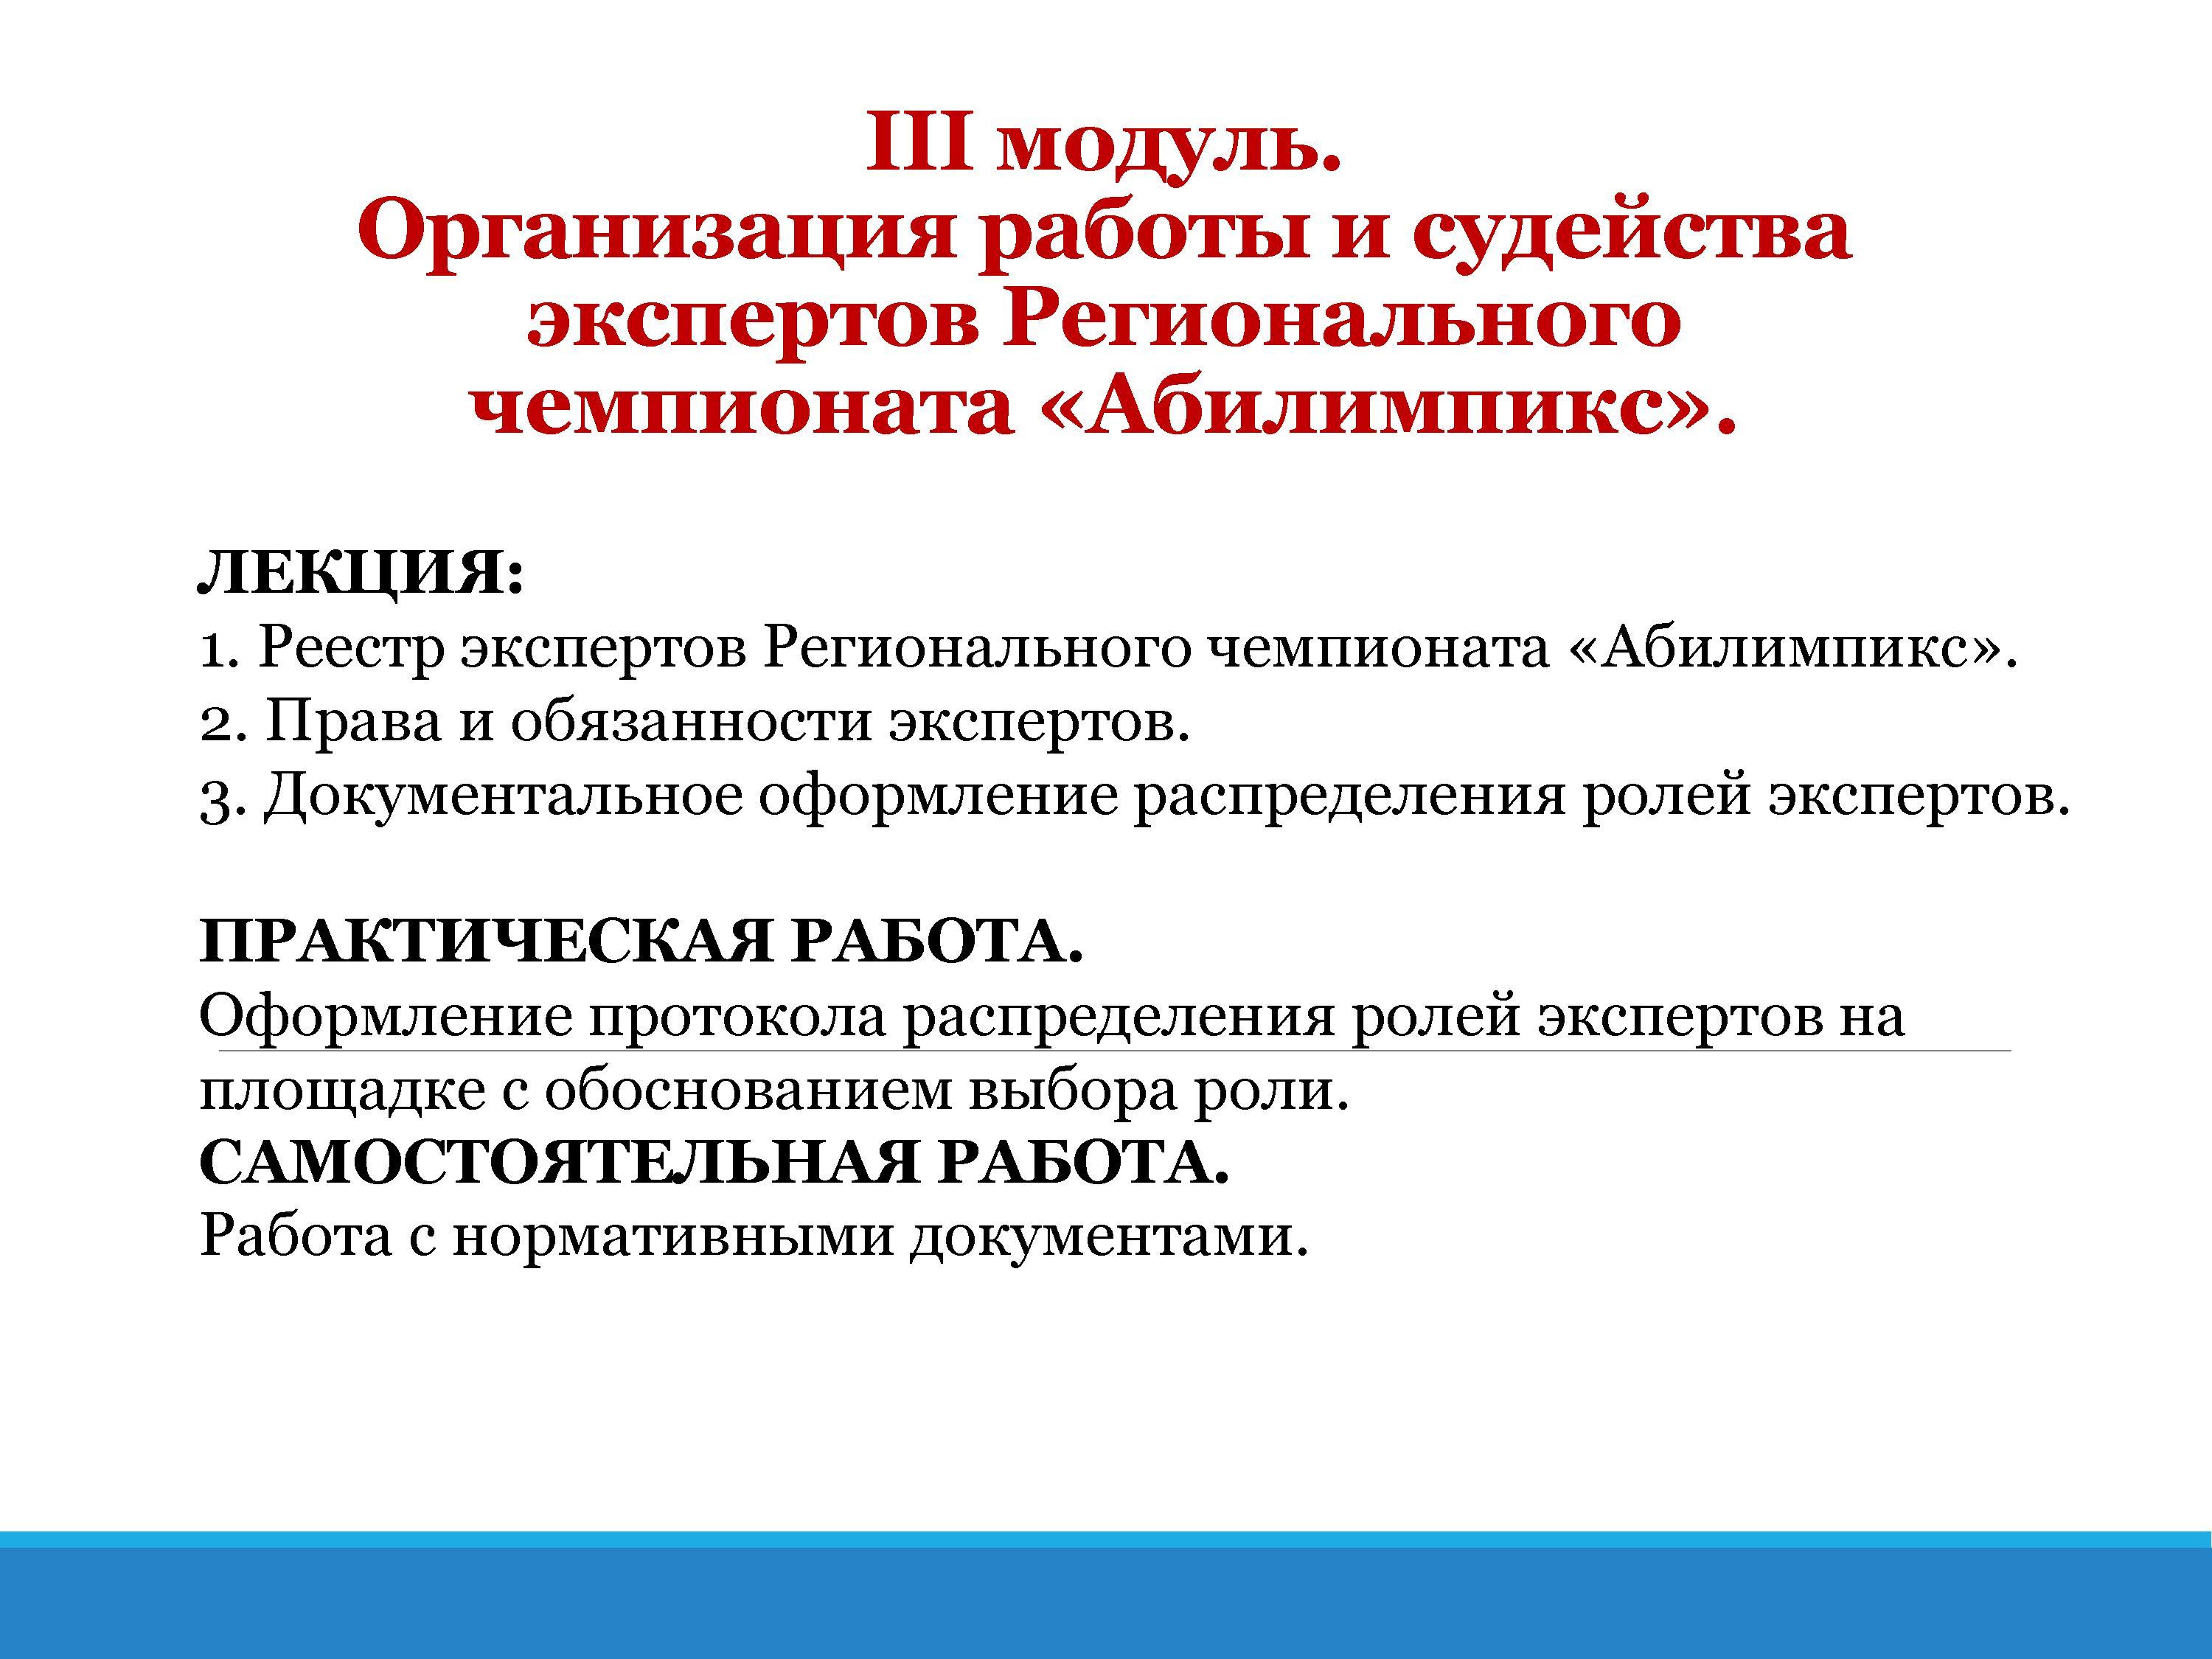 III модуль.
Организация работы и судейства
экспертов Регионального
чемпионата «Абилимпикс».
ЛЕКЦИЯ:
1. Реестр экспертов Регионального чемпионата «Абилимпикс».
2. Права и обязанности экспертов.
3. Документальное оформление распределения ролей экспертов.
ПРАКТИЧЕСКАЯ РАБОТА.
Оформление протокола распределения ролей экспертов на
площадке с обоснованием выбора роли.
САМОСТОЯТЕЛЬНАЯ РАБОТА.
Работа с нормативными документами.